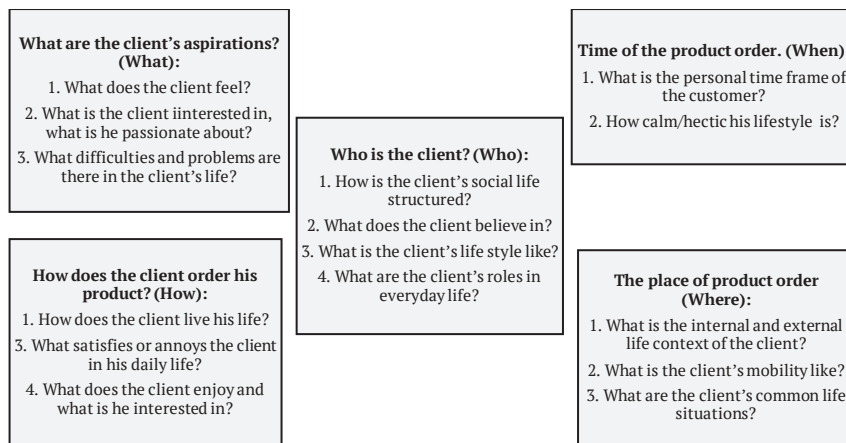 What are the client's aspirations?
(What):
1. What does the client feel?
2. What is the client iinterested in,
what is he passionate about?
3. What difficulties and problems are
there in the client's life?
How does the client order his
product? (How):
1. How does the client live his life?
3. What satisfies or annoys the client
in his daily life?
4. What does the client enjoy and
what is he interested in?
Who is the client? (Who):
1. How is the client's social life
structured?
2. What does the client believe in?
3. What is the client's life style like?
4. What are the client's roles in
everyday life?
Time of the product order. (When)
1. What is the personal time frame of
the customer?
2. How calm/hectic his lifestyle is?
The place of product order
(Where):
1. What is the internal and external
life context of the client?
2. What is the client's mobility like?
3. What are the client's common life
situations?